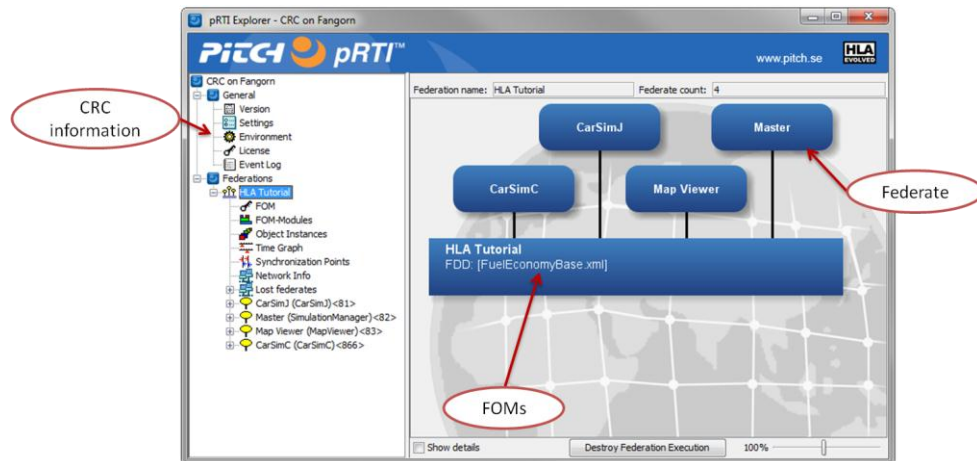 pRTI Explorer - CRC on Fangorn
PITCH pRTI™
www.pitch.se
HLA
EVOLVED
CRC on Fangorn
General
Version
Settings
Environment
License
Event Log
Federations
HLA Tutorial
FOM
FOM-Modules
Object Instances
Time Graph
Synchronization Points
Network Info
Lost federates
CarSimJ (CarSimJ)<81>
Master (SimulationManager)<82>
Map Viewer (MapViewer)<83>
CarSimC (CarSimC)<866>
CRC
information
Federation name: HLA Tutorial Federate count: 4
CarSimJ Master
CarSimC Map Viewer
Federate
HLA Tutorial
FDD: [FuelEconomyBase.xml]
FOMs
Show details Destroy Federation Execution 100%